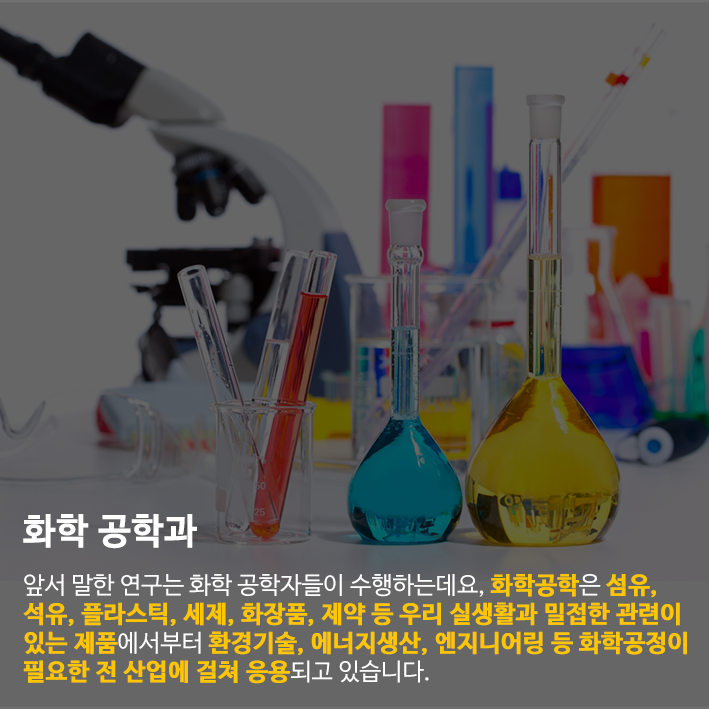 화학 공학과
앞서 말한 연구는 화학 공학자들이 수행하는데요, 화학공학은 섬유,
석유, 플라스틱, 세제, 화장품, 제약 등 우리 실생활과 밀접한 관련이
있는 제품에서부터 환경기술, 에너지생산, 엔지니어링 등 화학공정이
필요한 전 산업에 걸쳐 응용되고 있습니다.